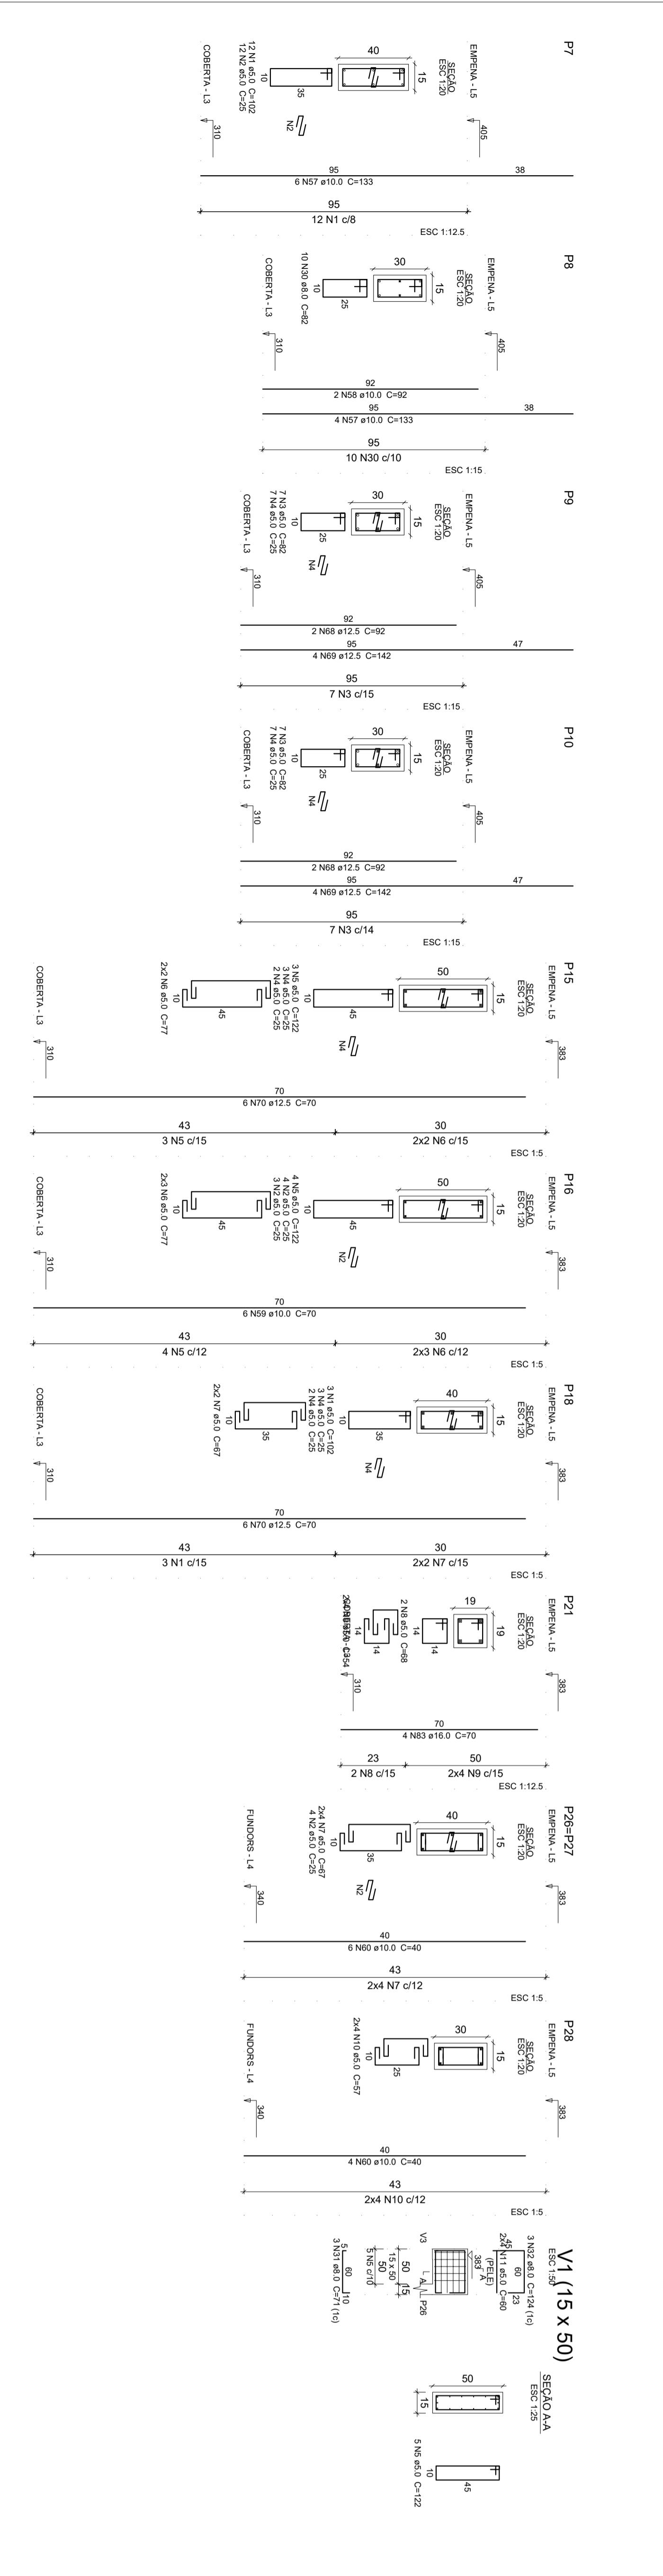 P7
EMPENA - L5
405
SEÇÃO
ESC 1:20
40
15
12 N1 ø5.0 C=102
12 N2 ø5.0 C=25
10
35
N2
COBERTA - L3
310
95
38
6 N57 ø10.0 C=133
95
12 N1 c/8
ESC 1:12.5
P8
EMPENA - L5
405
SEÇÃO
ESC 1:20
30
15
10 N30 ø8.0 C=82
10
25
COBERTA - L3
310
92
2 N58 ø10.0 C=92
95
38
4 N57 ø10.0 C=133
95
10 N30 c/10
ESC 1:15
P9
EMPENA - L5
405
SEÇÃO
ESC 1:20
30
15
7 N3 ø5.0 C=82
7 N4 ø5.0 C=25
10
25
N4
COBERTA - L3
310
92
2 N68 ø12.5 C=92
95
47
4 N69 ø12.5 C=142
95
7 N3 c/15
ESC 1:15
P10
EMPENA - L5
405
SEÇÃO
ESC 1:20
30
15
7 N3 ø5.0 C=82
7 N4 ø5.0 C=25
10
25
N4
COBERTA - L3
310
92
2 N68 ø12.5 C=92
95
47
4 N69 ø12.5 C=142
95
7 N3 c/14
ESC 1:15
P15
EMPENA - L5
383
SEÇÃO
ESC 1:20
50
15
3 N5 ø5.0 C=122
3 N4 ø5.0 C=25
2 N4 ø5.0 C=25
10
45
N4
2x2 N6 ø5.0 C=77
10
45
COBERTA - L3
310
70
6 N70 ø12.5 C=70
43
30
3 N5 c/15
2x2 N6 c/15
ESC 1:5
P16
EMPENA - L5
383
SEÇÃO
ESC 1:20
50
15
4 N5 ø5.0 C=122
4 N2 ø5.0 C=25
3 N2 ø5.0 C=25
10
45
N2
2x3 N6 ø5.0 C=77
10
45
COBERTA - L3
310
70
6 N59 ø10.0 C=70
43
30
4 N5 c/12
2x3 N6 c/12
ESC 1:5
P18
EMPENA - L5
383
SEÇÃO
ESC 1:20
40
15
3 N1 ø5.0 C=102
3 N4 ø5.0 C=25
2 N4 ø5.0 C=25
10
35
N4
2x2 N7 ø5.0 C=67
10
35
COBERTA - L3
310
70
6 N70 ø12.5 C=70
43
30
3 N1 c/15
2x2 N7 c/15
ESC 1:5
P21
EMPENA - L5
383
SEÇÃO
ESC 1:20
19
19
2 N8 ø5.0 C=68
14
14
14
14
310
70
4 N83 ø16.0 C=70
23
50
2 N8 c/15
2x4 N9 c/15
ESC 1:12.5
P26=P27
EMPENA - L5
383
SEÇÃO
ESC 1:20
40
15
2x4 N7 ø5.0 C=67
4 N2 ø5.0 C=25
10
35
N2
FUNDORS - L4
340
40
6 N60 ø10.0 C=40
43
2x4 N7 c/12
ESC 1:5
P28
EMPENA - L5
383
SEÇÃO
ESC 1:20
30
15
2x4 N10 ø5.0 C=57
10
25
FUNDORS - L4
340
40
4 N60 ø10.0 C=40
43
2x4 N10 c/12
ESC 1:5
V1 (15 x 50)
ESC 1:50
3 N32 ø8.0 C=124 (1c)
45
60
23
2x4 N11 ø5.0 C=60
(PELE)
383
A
A
V3
P26
15 x 50
50
15
50
5 N5 c/10
5
60
10
3 N31 ø8.0 C=71 (1c)
SEÇÃO A-A
ESC 1:25
50
15
10
45
5 N5 ø5.0 C=122